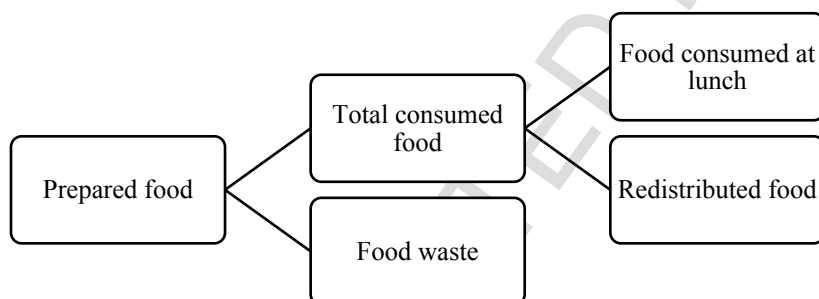 Prepared food
Total consumed
food
Food waste
Food consumed at
lunch
Redistributed food